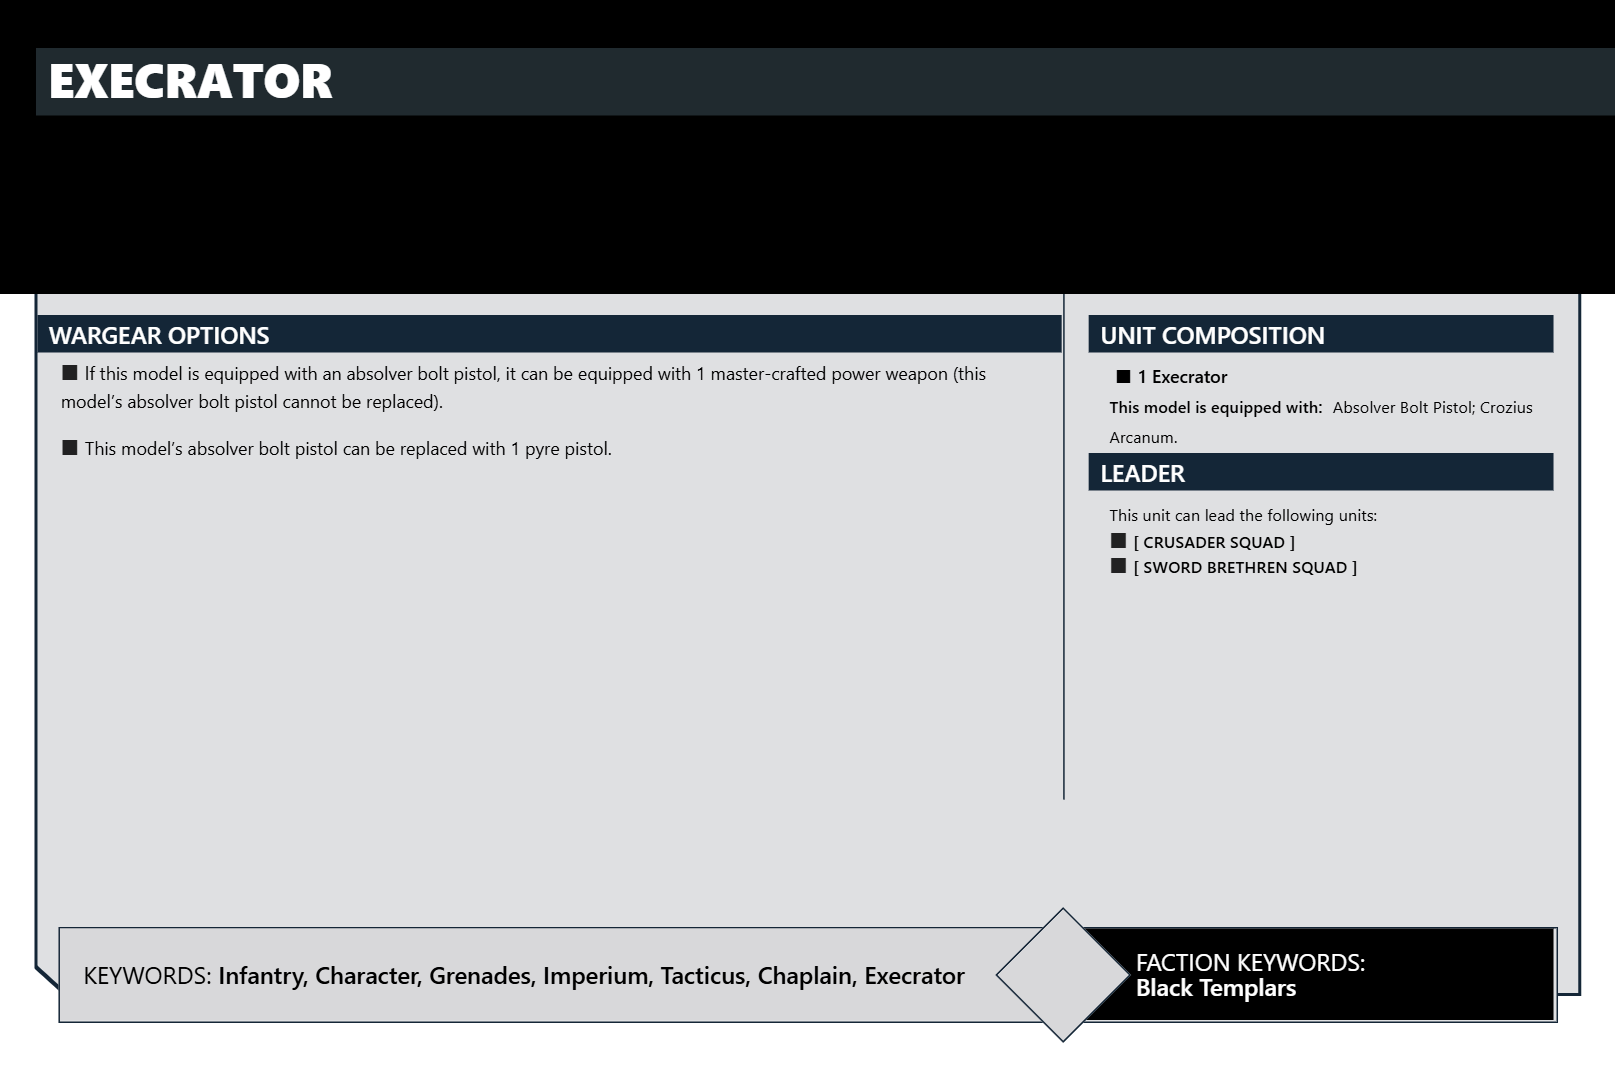 EXECRATOR
WARGEAR OPTIONS
■ If this model is equipped with an absolver bolt pistol, it can be equipped with 1 master-crafted power weapon (this
model’s absolver bolt pistol cannot be replaced).
■ This model’s absolver bolt pistol can be replaced with 1 pyre pistol.
UNIT COMPOSITION
■ 1 Execrator
This model is equipped with: Absolver Bolt Pistol; Crozius
Arcanum.
LEADER
This unit can lead the following units:
■ [ CRUSADER SQUAD ]
■ [ SWORD BRETHREN SQUAD ]
KEYWORDS: Infantry, Character, Grenades, Imperium, Tacticus, Chaplain, Execrator
FACTION KEYWORDS:
Black Templars